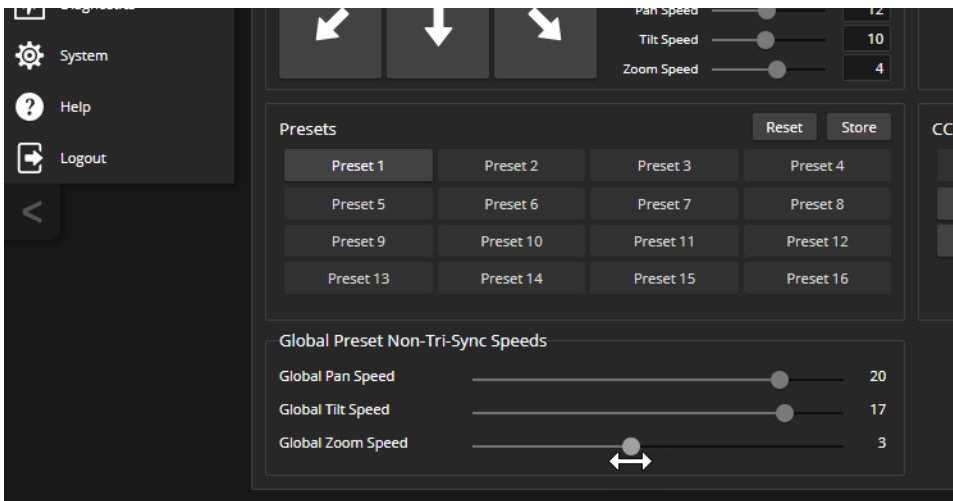 Diagnostics
System
Help
Logout
<
Pan Speed 12
Tilt Speed 10
Zoom Speed 4
Presets Reset Store
Preset 1 Preset 2 Preset 3 Preset 4
Preset 5 Preset 6 Preset 7 Preset 8
Preset 9 Preset 10 Preset 11 Preset 12
Preset 13 Preset 14 Preset 15 Preset 16
Global Preset Non-Tri-Sync Speeds
Global Pan Speed 20
Global Tilt Speed 17
Global Zoom Speed 3
CC